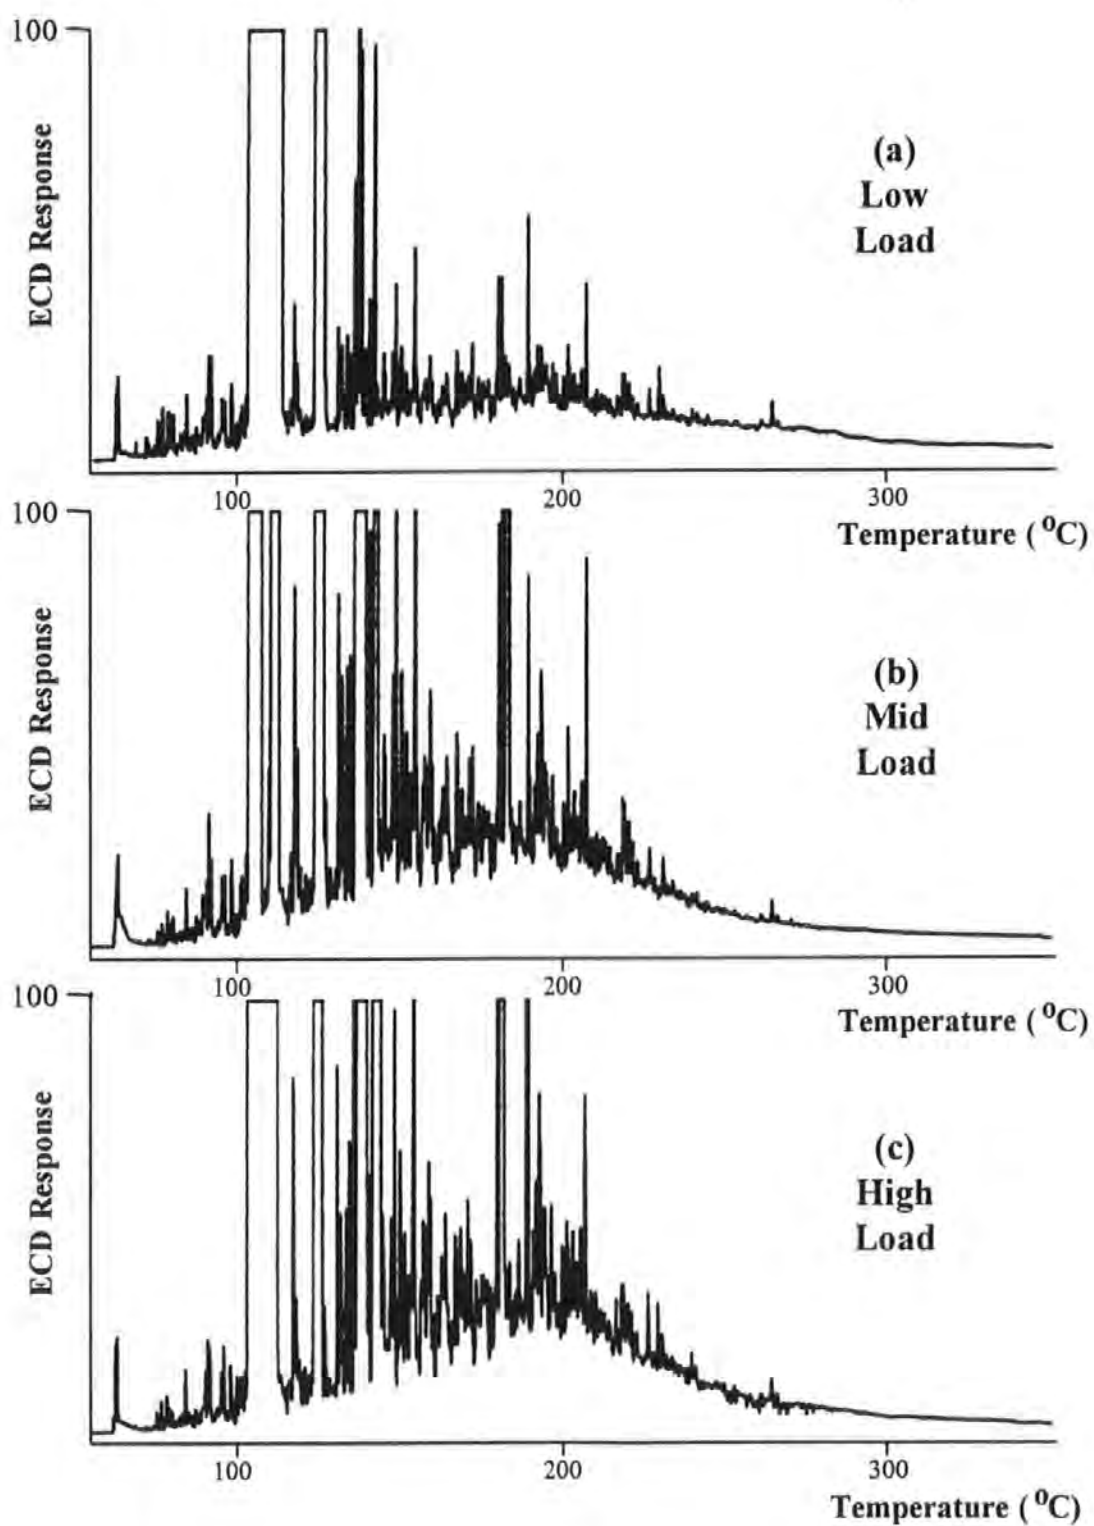 100
ECD Response
(a)
Low
Load
100
200
300
Temperature (°C)
100
ECD Response
(b)
Mid
Load
100
200
300
Temperature (°C)
100
ECD Response
(c)
High
Load
100
200
300
Temperature (°C)